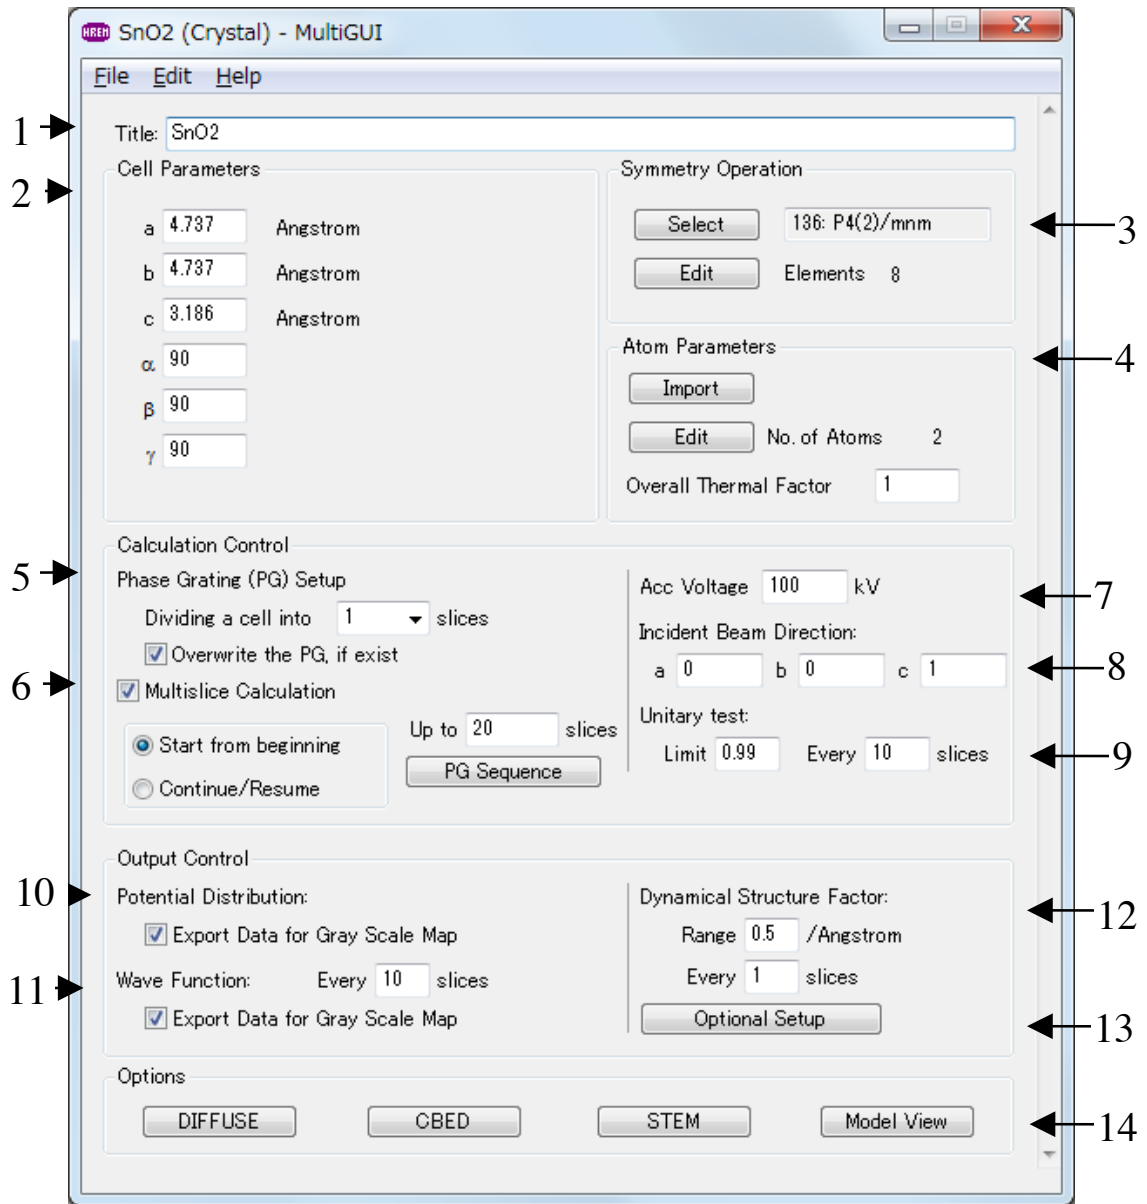 HREM SnO2 (Crystal) - MultiGUI
File Edit Help
1 Title: SnO2
2 Cell Parameters
a 4.737 Angstrom
b 4.737 Angstrom
c 3.186 Angstrom
α 90
β 90
γ 90
Symmetry Operation
Select 136: P4(2)/mnm 3
Edit Elements 8
Atom Parameters 4
Import
Edit No. of Atoms 2
Overall Thermal Factor 1
Calculation Control
5 Phase Grating (PG) Setup
Dividing a cell into 1 slices
Overwrite the PG, if exist
6 Multislice Calculation
Start from beginning
Continue/Resume
Up to 20 slices
PG Sequence
Acc Voltage 100 kV 7
Incident Beam Direction:
a 0 b 0 c 1 8
Unitary test:
Limit 0.99 Every 10 slices 9
Output Control
10 Potential Distribution:
Export Data for Gray Scale Map
11 Wave Function: Every 10 slices
Export Data for Gray Scale Map
Dynamical Structure Factor: 12
Range 0.5 /Angstrom
Every 1 slices
Optional Setup 13
Options
DIFFUSE CBED STEM Model View 14